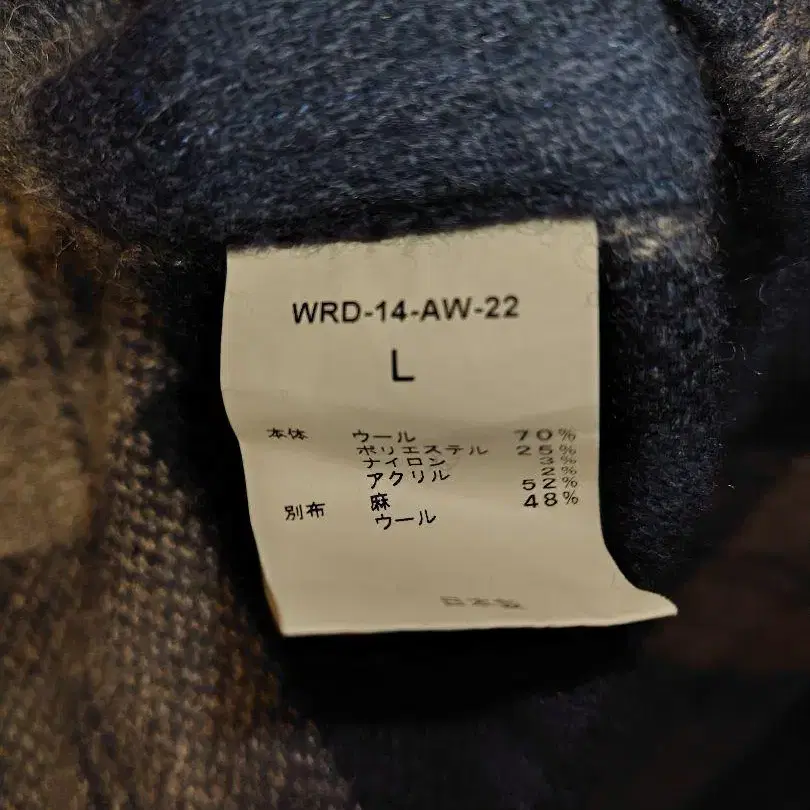 WRD-14-AW-22
L
本体 ウール 70%
ポリエステル 25%
ナイロン 3%
アクリル 2%
別布 麻 52%
ウール 48%
日本製